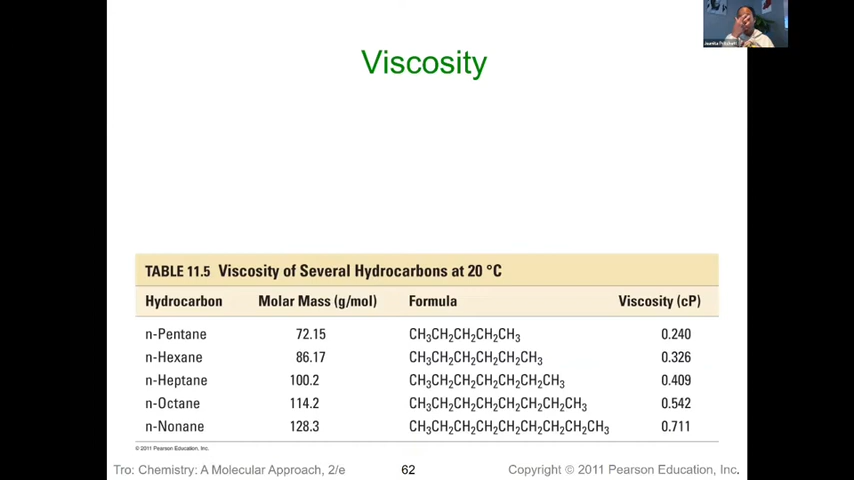 Viscosity
TABLE 11.5 Viscosity of Several Hydrocarbons at 20 °C
Hydrocarbon Molar Mass (g/mol) Formula Viscosity (cP)
n-Pentane 72.15 CH₃CH₂CH₂CH₂CH₃ 0.240
n-Hexane 86.17 CH₃CH₂CH₂CH₂CH₂CH₃ 0.326
n-Heptane 100.2 CH₃CH₂CH₂CH₂CH₂CH₂CH₃ 0.409
n-Octane 114.2 CH₃CH₂CH₂CH₂CH₂CH₂CH₂CH₃ 0.542
n-Nonane 128.3 CH₃CH₂CH₂CH₂CH₂CH₂CH₂CH₂CH₃ 0.711
© 2011 Pearson Education, Inc.
Tro: Chemistry: A Molecular Approach, 2/e 62 Copyright © 2011 Pearson Education, Inc.